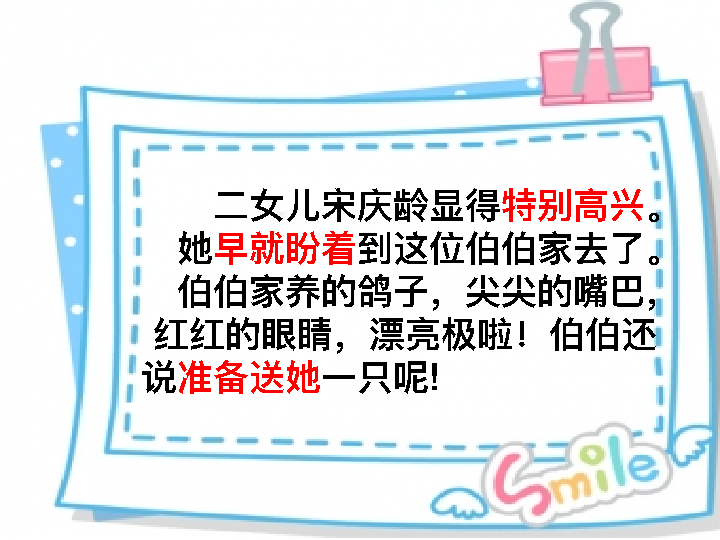 二女儿宋庆龄显得特别高兴。
她早就盼着到这位伯伯家去了。
伯伯家养的鸽子，尖尖的嘴巴，
红红的眼睛，漂亮极啦！伯伯还
说准备送她一只呢!
Smile
smile